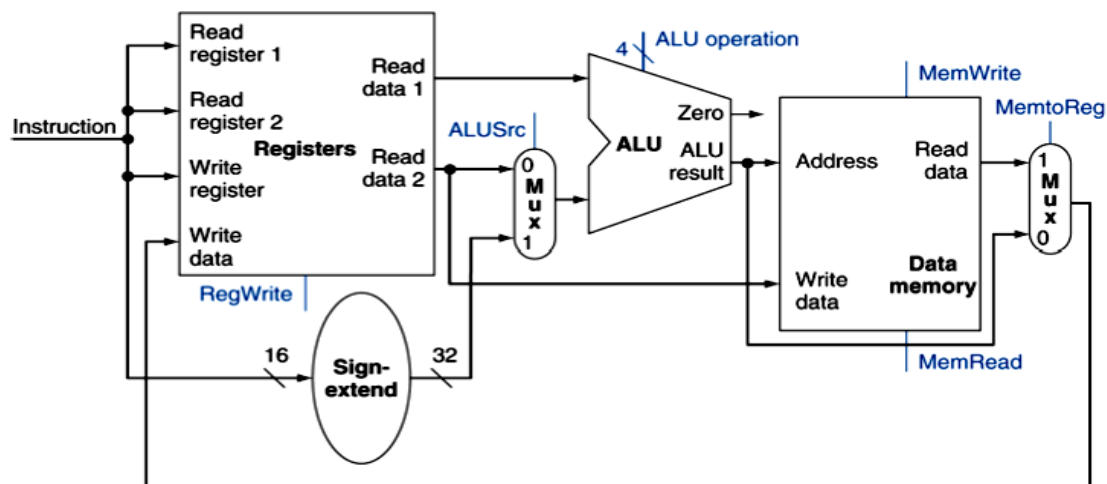 Instruction
Read
register 1
Read
register 2
Registers
Write
register
Write
data
Read
data 1
Read
data 2
RegWrite
16
Sign-
extend
32
ALUSrc
0
Mux
1
4
ALU operation
Zero
ALU
ALU
result
MemWrite
Address
Read
data
Write
data
Data
memory
MemRead
MemtoReg
1
Mux
0